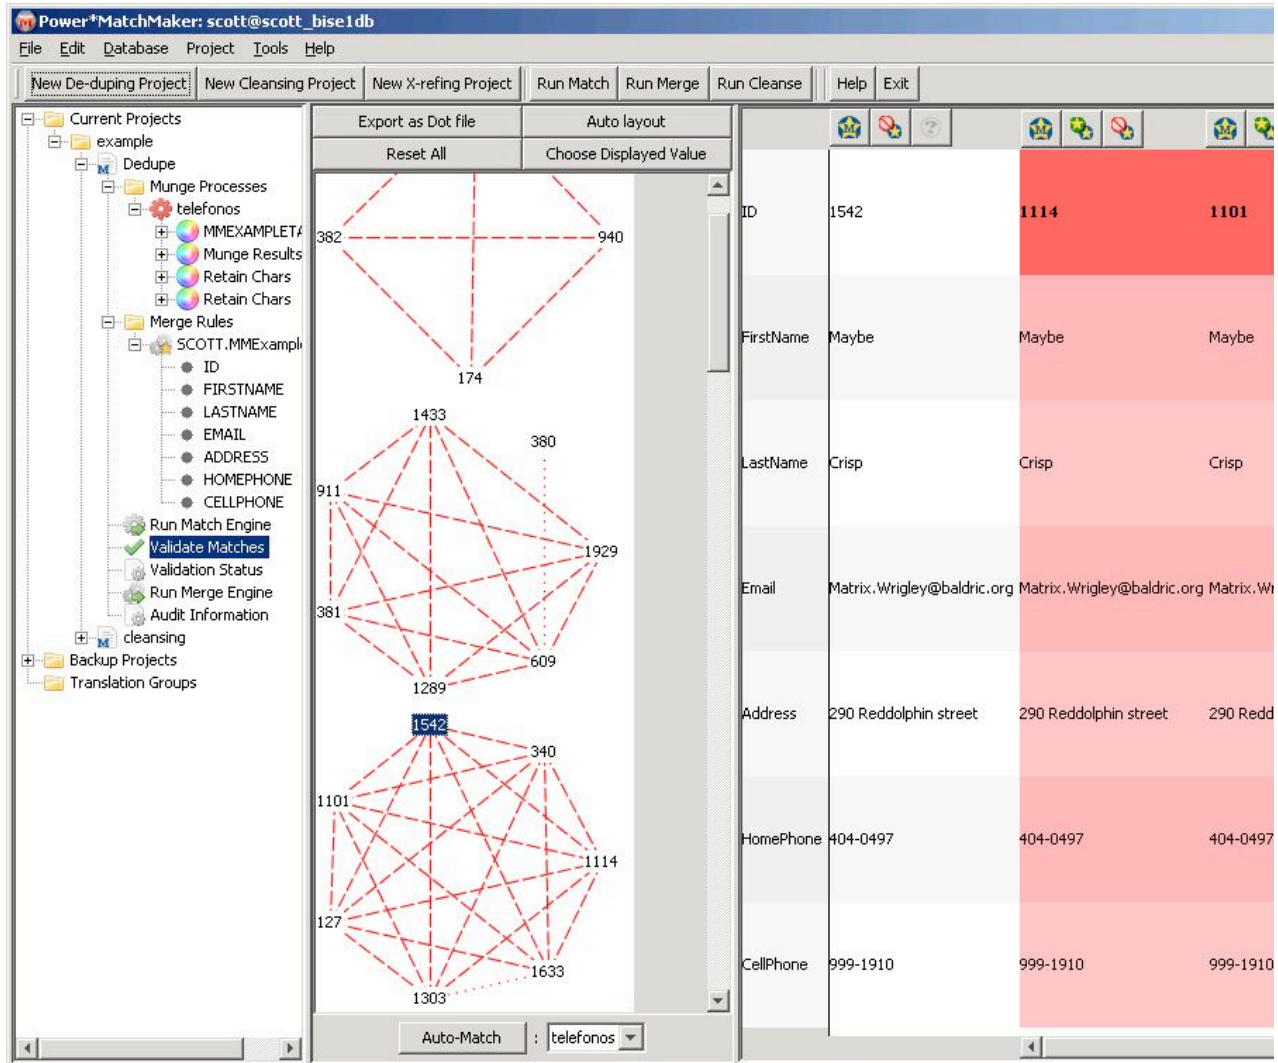 Power*MatchMaker: scott@scott_bise1db
File Edit Database Project Tools Help
New De-duping Project New Cleansing Project New X-refing Project Run Match Run Merge Run Cleanse Help Exit
Current Projects
example
Dedupe
Munge Processes
telefonos
MMEXAMPLETA
Munge Results
Retain Chars
Retain Chars
Merge Rules
SCOTT.MMExampl
ID
FIRSTNAME
LASTNAME
EMAIL
ADDRESS
HOMEPHONE
CELLPHONE
Run Match Engine
Validate Matches
Validation Status
Run Merge Engine
Audit Information
cleansing
Backup Projects
Translation Groups
Export as Dot file Auto layout
Reset All Choose Displayed Value
382 940
174
1433
380
911
1929
381
609
1289
1542
340
1101
1114
127
1633
1303
Auto-Match : telefonos
ID 1542 1114 1101
FirstName Maybe Maybe Maybe
LastName Crisp Crisp Crisp
Email Matrix.Wrigley@baldric.org Matrix.Wrigley@baldric.org Matrix.Wr
Address 290 Reddolphin street 290 Reddolphin street 290 Redd
HomePhone 404-0497 404-0497 404-0497
CellPhone 999-1910 999-1910 999-1910